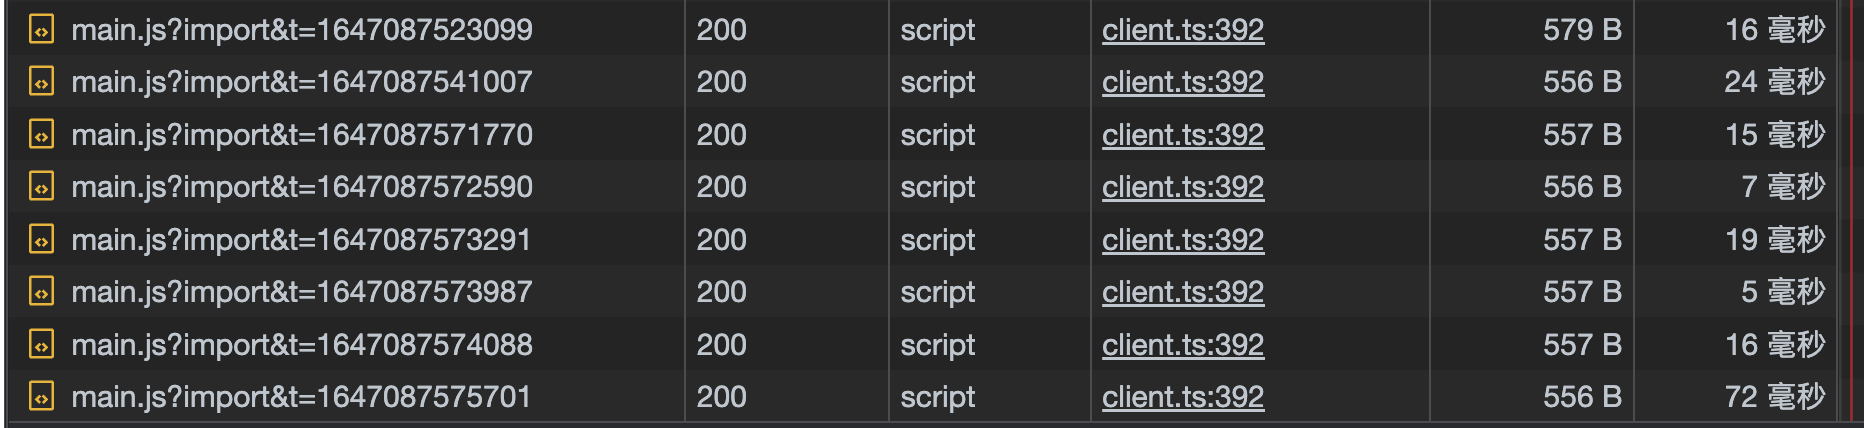 main.js?import&t=1647087523099 200 script client.ts:392 579 B 16 毫秒
main.js?import&t=1647087541007 200 script client.ts:392 556 B 24 毫秒
main.js?import&t=1647087571770 200 script client.ts:392 557 B 15 毫秒
main.js?import&t=1647087572590 200 script client.ts:392 556 B 7 毫秒
main.js?import&t=1647087573291 200 script client.ts:392 557 B 19 毫秒
main.js?import&t=1647087573987 200 script client.ts:392 557 B 5 毫秒
main.js?import&t=1647087574088 200 script client.ts:392 557 B 16 毫秒
main.js?import&t=1647087575701 200 script client.ts:392 556 B 72 毫秒